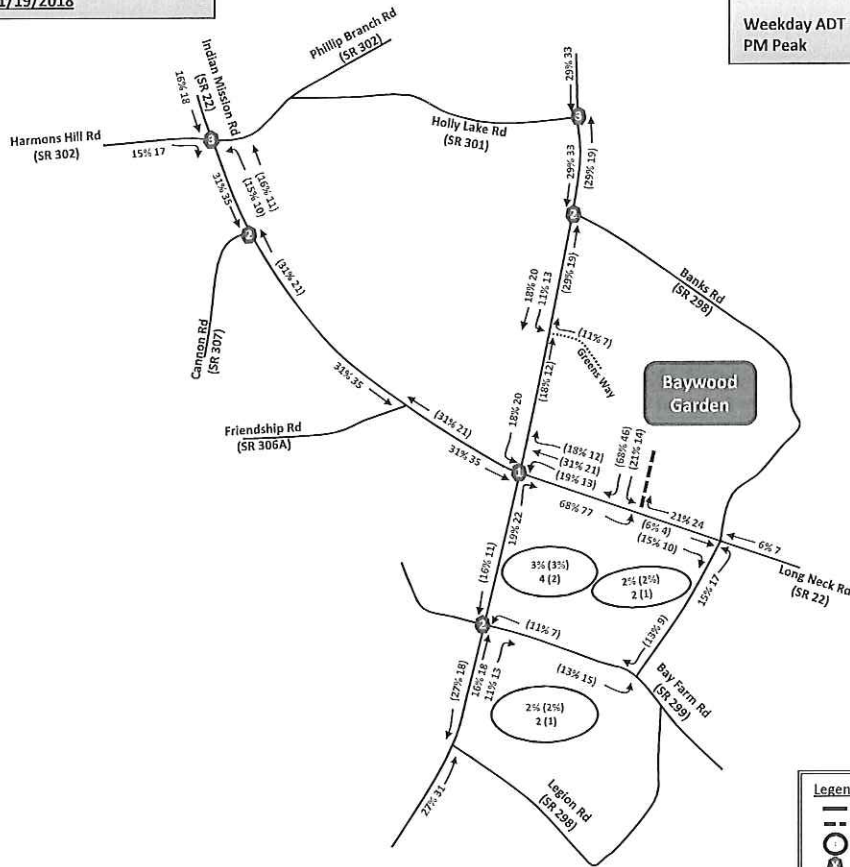 1/19/2018
Weekday ADT
PM Peak
Phillip Branch Rd
(SR 302)
Indian Mission Rd
(SR 22)
16% 18
29% 33
Harmons Hill Rd
(SR 302)
3
15% 17
Holly Lake Rd
(SR 301)
3
(16% 11)
(15% 10)
31% 35
29% 33
(29% 19)
2
2
(31% 21)
(29% 19)
Banks Rd
(SR 298)
Cannon Rd
(SR 307)
18% 20
11% 13
(11% 7)
Greens Way
(18% 12)
31% 35
(31% 21)
Baywood
Garden
Friendship Rd
(SR 306A)
31% 35
18% 20
1
(18% 12)
(31% 21)
(19% 13)
(68% 46)
(21% 14)
68% 77
21% 24
(6% 4)
(15% 10)
6% 7
Long Neck Rd
(SR 22)
19% 22
(16% 11)
3% (3%)
4 (2)
2% (2%)
2 (1)
15% 17
2
(11% 7)
(13% 9)
(27% 18)
16% 18
11% 13
(13% 15)
Bay Farm Rd
(SR 299)
2% (2%)
2 (1)
27% 31
Legion Rd
(SR 298)